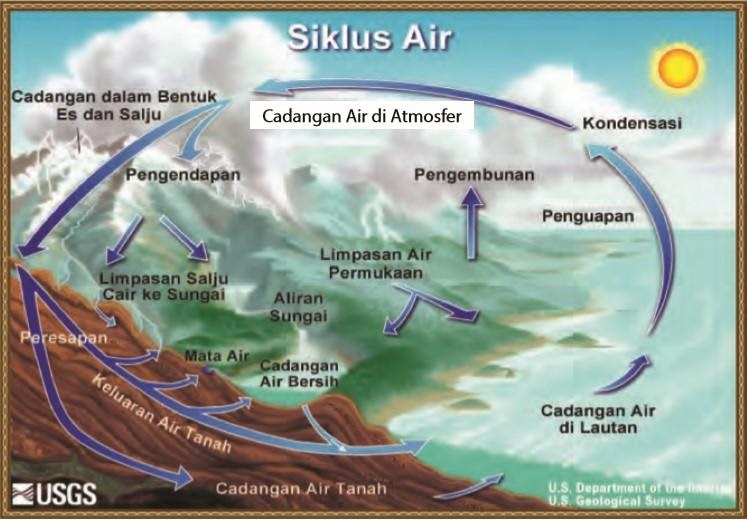 Siklus Air
Cadangan dalam Bentuk
Es dan Salju
Cadangan Air di Atmosfer
Kondensasi
Pengendapan
Pengembunan
Penguapan
Limpasan Air
Permukaan
Limpasan Salju
Cair ke Sungai
Aliran
Sungai
Peresapan
Mata Air
Cadangan
Air Bersih
Keluaran Air Tanah
Cadangan Air
di Lautan
Cadangan Air Tanah
USGS
U.S. Department of the Interior
U.S. Geological Survey